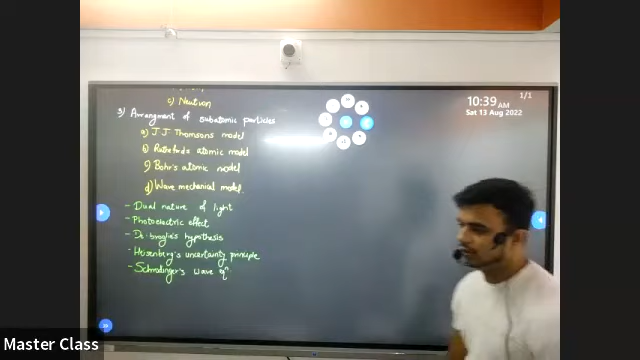 c) Neutron
3) Arrangment of subatomic particles
a) J.J Thomsons model
b) atomic model
c) Bohr's atomic model
d) Wave mechanical model.
- Dual nature of light
- Photoelectric effect
- De-broglie's hypothesis
- Heisenberg's uncertainty principle
- Schrodinger's wave eqn.
1/1
10:39 AM
Sat 13 Aug 2022
Master Class